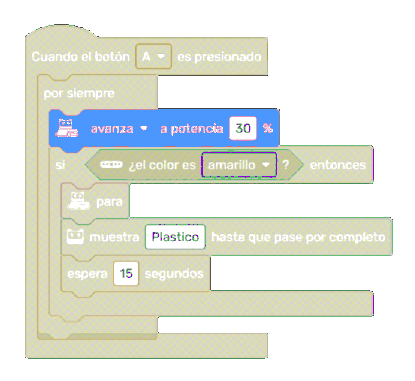 Cuando el botón A es presionado
por siempre
avanza a potencia 30 %
si ¿el color es amarillo ? entonces
para
muestra Plastico hasta que pase por completo
espera 15 segundos